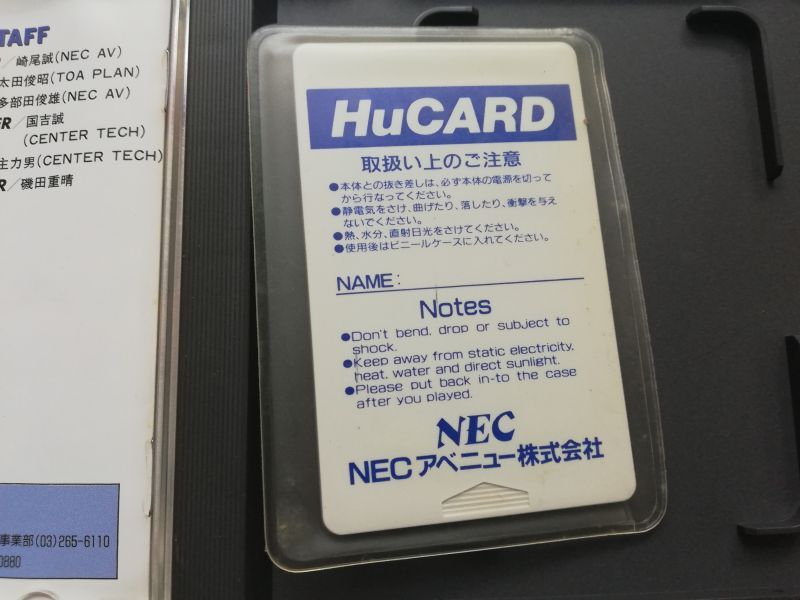 TAFF
崎尾誠(NEC AV)
太田俊昭(TOA PLAN)
多部田俊雄(NEC AV)
ER/国吉誠
(CENTER TECH)
主力男(CENTER TECH)
R/磯田重晴
事業部(03)265-6110
0880
HuCARD
取扱い上のご注意
●本体との抜き差しは、必ず本体の電源を切って
から行なってください。
●静電気をさけ、曲げたり、落したり、衝撃を与え
ないでください。
●熱、水分、直射日光をさけてください。
●使用後はビニールケースに入れてください。
NAME:
Notes
●Don't bend, drop or subject to
shock.
●Keep away from static electricity,
heat, water and direct sunlight.
●Please put back in-to the case
after you played.
NEC
NECアベニュー株式会社